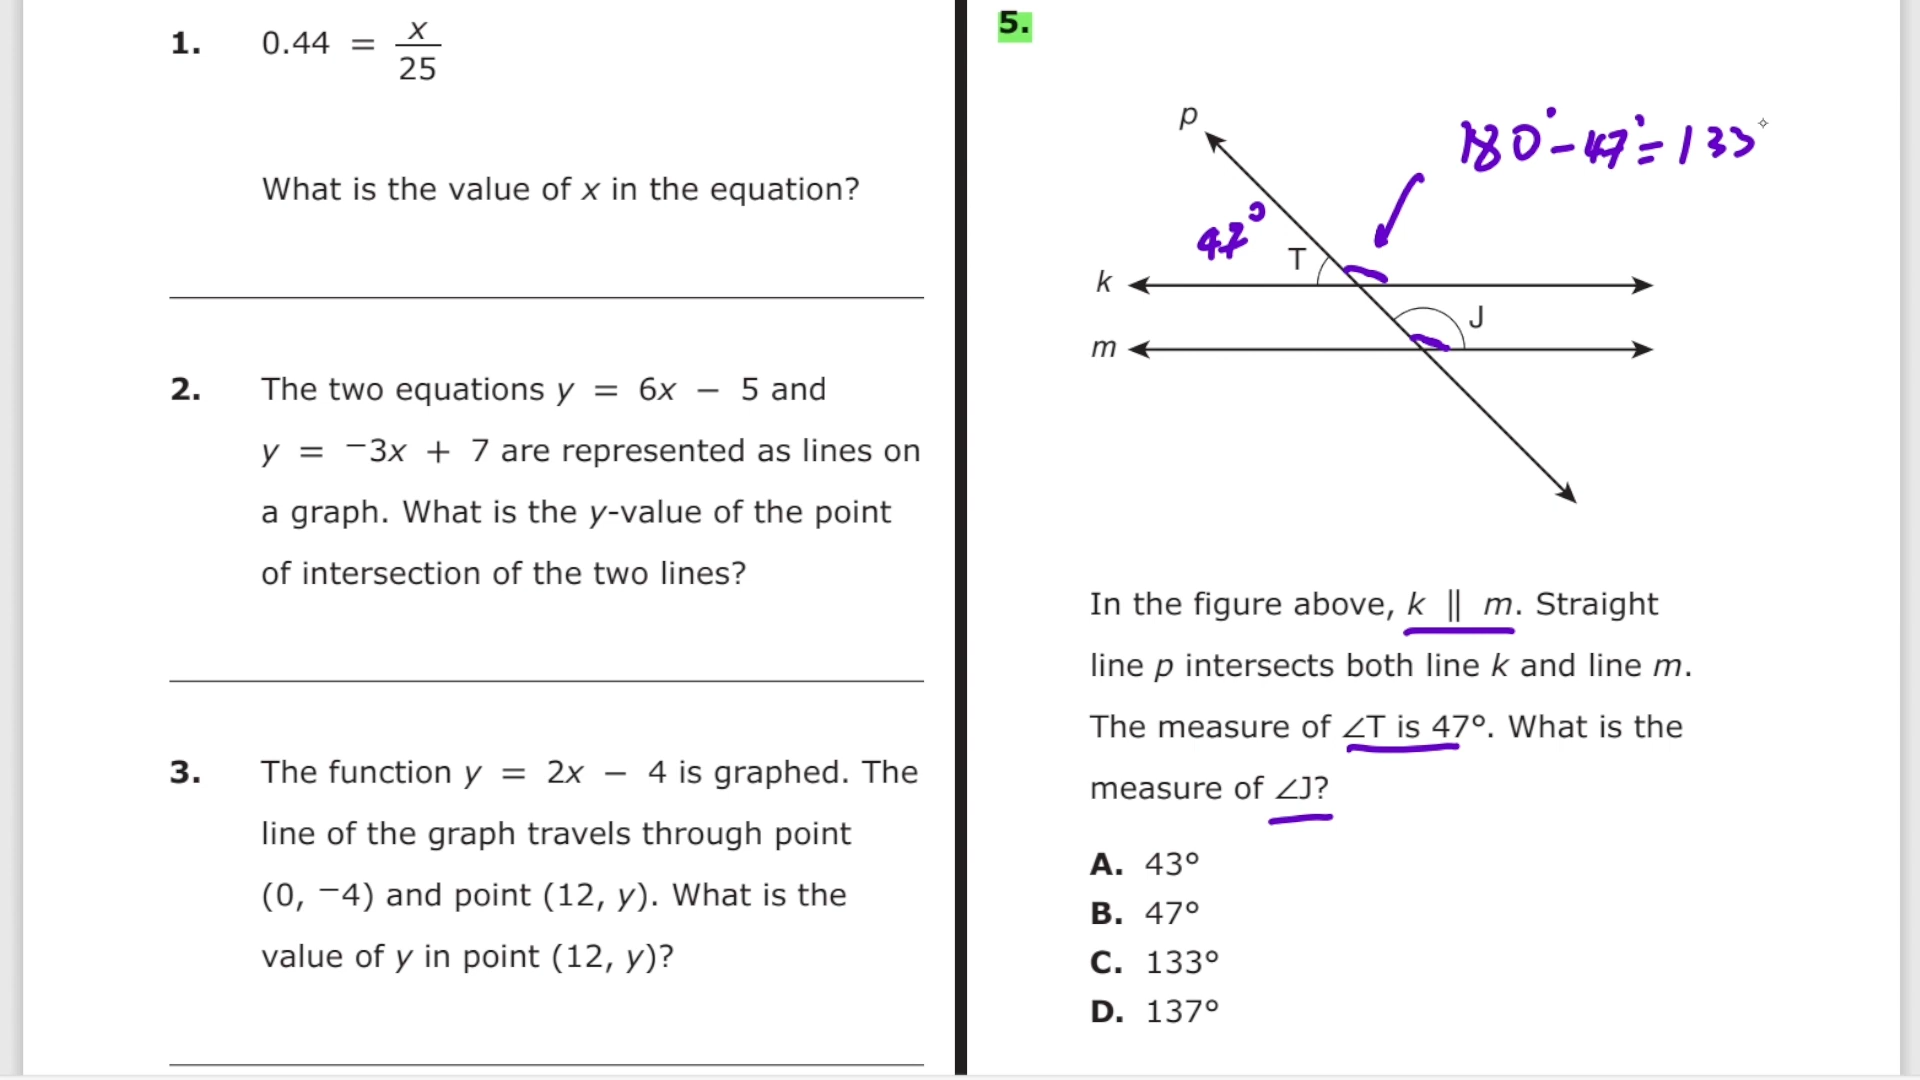 1. 0.44 = x/25
What is the value of x in the equation?
2. The two equations y = 6x − 5 and
y = −3x + 7 are represented as lines on
a graph. What is the y-value of the point
of intersection of the two lines?
3. The function y = 2x − 4 is graphed. The
line of the graph travels through point
(0, −4) and point (12, y). What is the
value of y in point (12, y)?
5.
p
180° − 47° = 133
47°
T
k
J
m
In the figure above, k ∥ m. Straight
line p intersects both line k and line m.
The measure of ∠T is 47°. What is the
measure of ∠J?
A. 43°
B. 47°
C. 133°
D. 137°